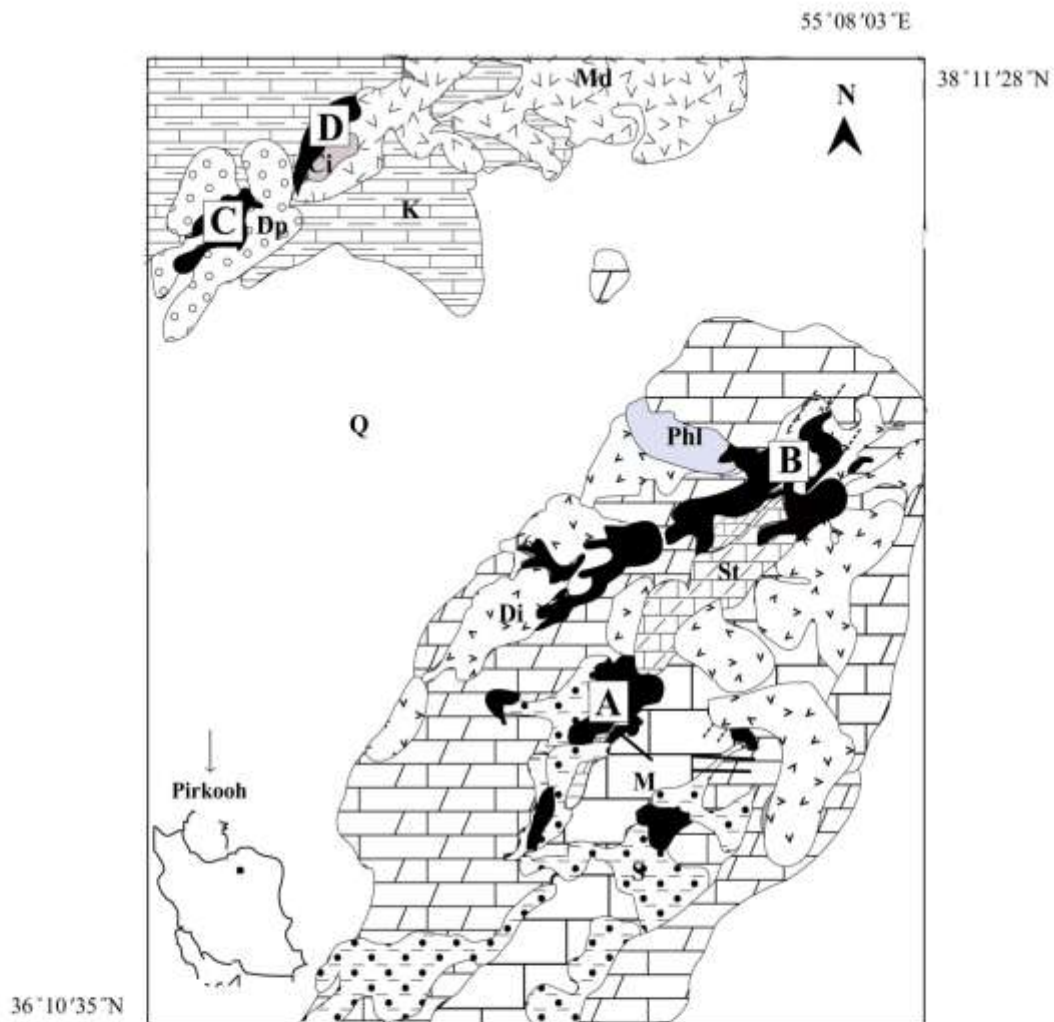 55°08′03″E
38°11′28″N
Md
N
D
Ci
K
C
Dp
Q
Phl
B
St
Di
A
M
Pirkooh
S
36°10′35″N